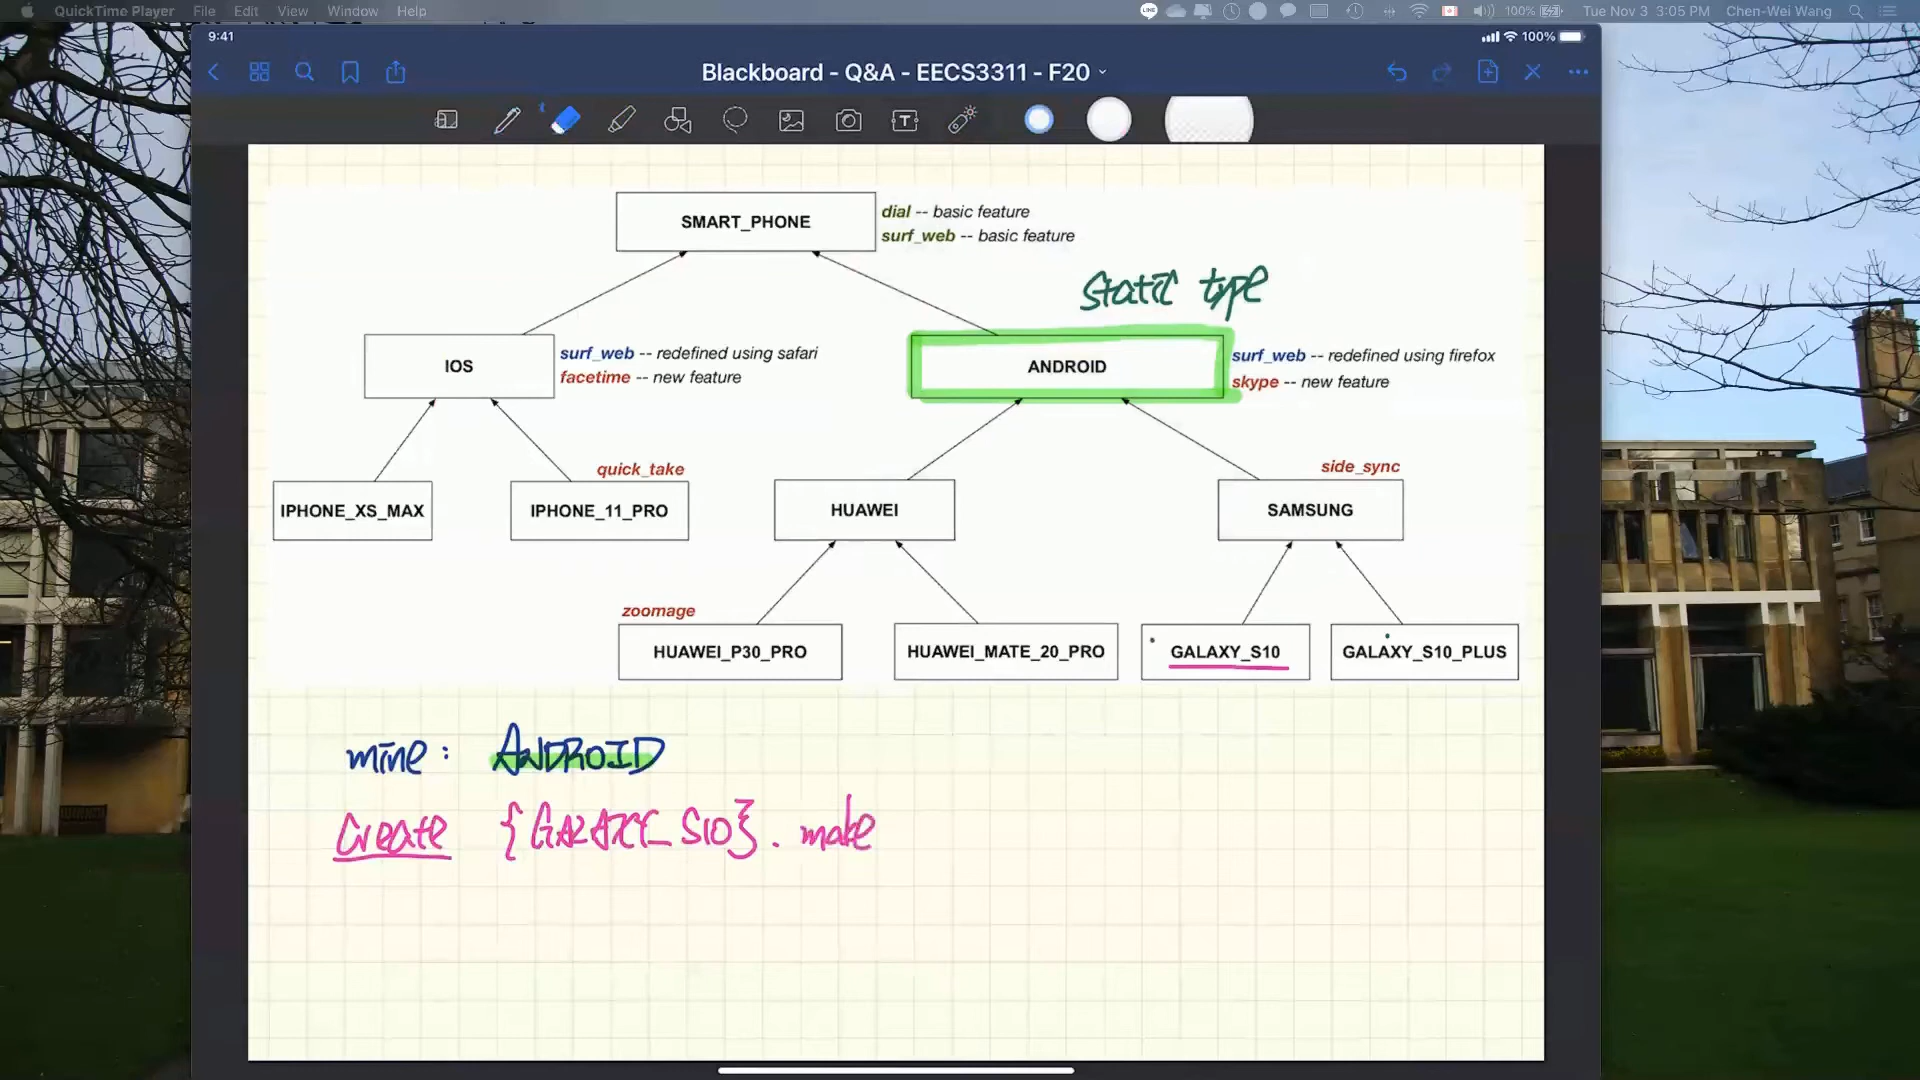 QuickTime Player File Edit View Window Help 100% Tue Nov 3 3:05 PM Chen-Wei Wang
9:41 100%
Blackboard - Q&A - EECS3311 - F20
SMART_PHONE
dial -- basic feature
surf_web -- basic feature
static type
IOS
surf_web -- redefined using safari
facetime -- new feature
ANDROID
surf_web -- redefined using firefox
skype -- new feature
quick_take
side_sync
IPHONE_XS_MAX
IPHONE_11_PRO
HUAWEI
SAMSUNG
zoomage
HUAWEI_P30_PRO
HUAWEI_MATE_20_PRO
GALAXY_S10
GALAXY_S10_PLUS
mine : ANDROID
create {GALAXY_S10}. make